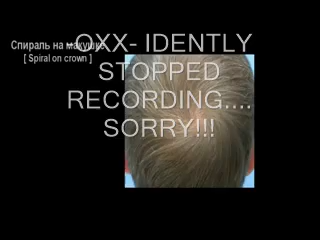 Спираль на макушке
[ Spiral on crown ]
-OXX- IDENTLY
STOPPED
RECORDING....
SORRY!!!